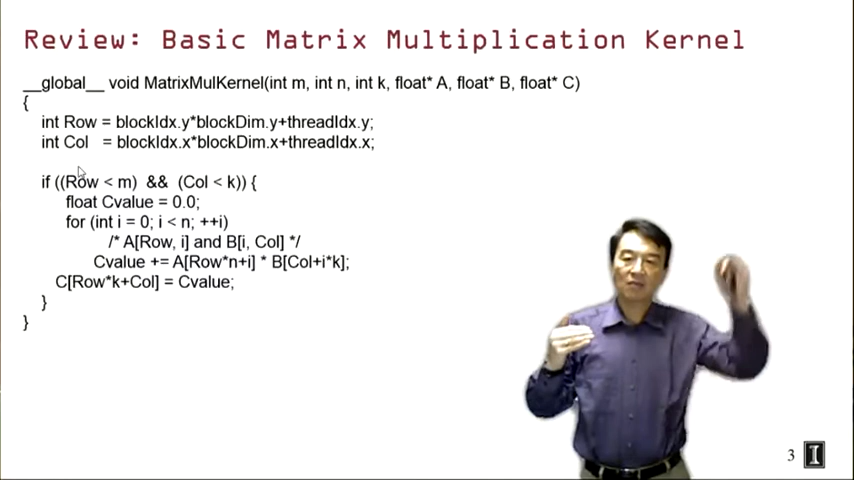 Review: Basic Matrix Multiplication Kernel
__global__ void MatrixMulKernel(int m, int n, int k, float* A, float* B, float* C)
{
int Row = blockIdx.y*blockDim.y+threadIdx.y;
int Col = blockIdx.x*blockDim.x+threadIdx.x;
if ((Row < m) && (Col < k)) {
float Cvalue = 0.0;
for (int i = 0; i < n; ++i)
/* A[Row, i] and B[i, Col] */
Cvalue += A[Row*n+i] * B[Col+i*k];
C[Row*k+Col] = Cvalue;
}
}
3 I